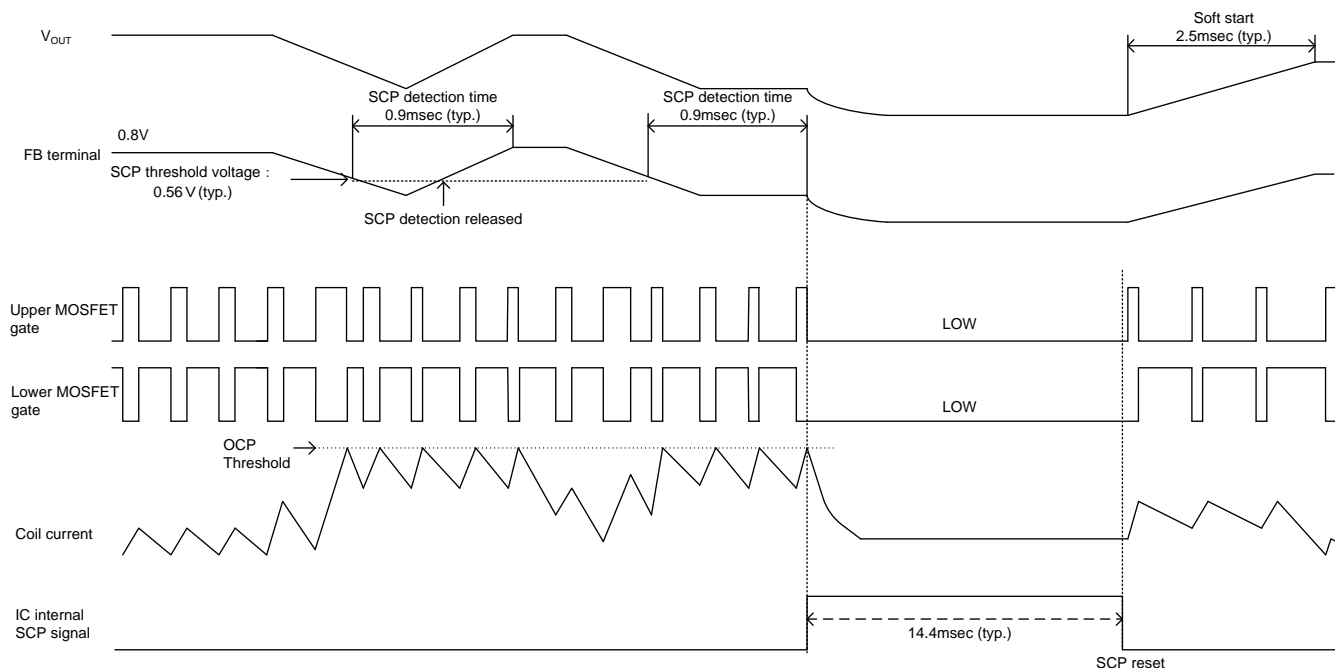 Soft start
2.5msec (typ.)
VOUT
SCP detection time
0.9msec (typ.)
SCP detection time
0.9msec (typ.)
0.8V
FB terminal
SCP threshold voltage :
0.56 V (typ.)
SCP detection released
Upper MOSFET
gate
LOW
Lower MOSFET
gate
LOW
OCP
Threshold
Coil current
IC internal
SCP signal
14.4msec (typ.)
SCP reset